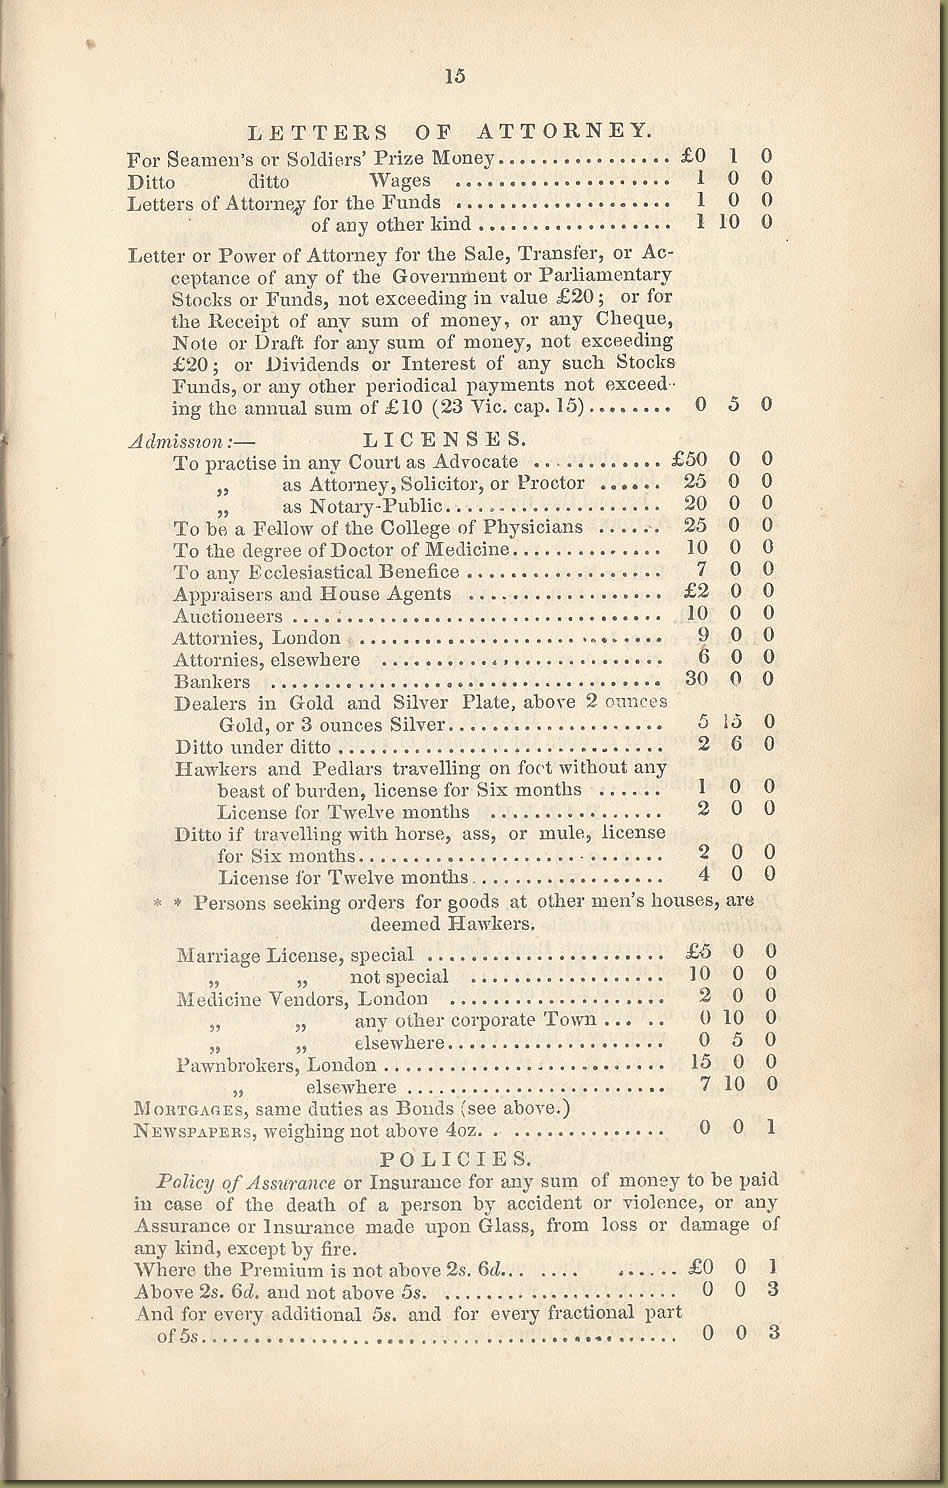 15
LETTERS OF ATTORNEY.
For Seamen's or Soldiers' Prize Money................ £0 1 0
Ditto ditto Wages .................... 1 0 0
Letters of Attorney for the Funds .................... 1 0 0
of any other kind .................. 1 10 0
Letter or Power of Attorney for the Sale, Transfer, or Ac-
ceptance of any of the Government or Parliamentary
Stocks or Funds, not exceeding in value £20; or for
the Receipt of any sum of money, or any Cheque,
Note or Draft for any sum of money, not exceeding
£20; or Dividends or Interest of any such Stocks
Funds, or any other periodical payments not exceed-
ing the annual sum of £10 (23 Vic. cap. 15)........ 0 5 0
Admission:— LICENSES.
To practise in any Court as Advocate ............ £50 0 0
„ as Attorney, Solicitor, or Proctor ...... 25 0 0
„ as Notary-Public.................... 20 0 0
To be a Fellow of the College of Physicians ...... 25 0 0
To the degree of Doctor of Medicine.............. 10 0 0
To any Ecclesiastical Benefice .................. 7 0 0
Appraisers and House Agents .................. £2 0 0
Auctioneers .................................. 10 0 0
Attornies, London ............................ 9 0 0
Attornies, elsewhere .......................... 6 0 0
Bankers .................................... 30 0 0
Dealers in Gold and Silver Plate, above 2 ounces
Gold, or 3 ounces Silver.................... 5 15 0
Ditto under ditto .............................. 2 6 0
Hawkers and Pedlars travelling on foot without any
beast of burden, license for Six months ...... 1 0 0
License for Twelve months ................ 2 0 0
Ditto if travelling with horse, ass, or mule, license
for Six months............................ 2 0 0
License for Twelve months.................. 4 0 0
* * Persons seeking orders for goods at other men's houses, are
deemed Hawkers.
Marriage License, special ...................... £5 0 0
„ „ not special .................. 10 0 0
Medicine Vendors, London .................... 2 0 0
„ „ any other corporate Town ... .. 0 10 0
„ „ elsewhere.................... 0 5 0
Pawnbrokers, London .......................... 15 0 0
„ elsewhere ........................ 7 10 0
MORTGAGES, same duties as Bonds (see above.)
NEWSPAPERS, weighing not above 4oz. . .............. 0 0 1
POLICIES.
Policy of Assurance or Insurance for any sum of money to be paid
in case of the death of a person by accident or violence, or any
Assurance or Insurance made upon Glass, from loss or damage of
any kind, except by fire.
Where the Premium is not above 2s. 6d... .... ...... £0 0 1
Above 2s. 6d. and not above 5s. ...................... 0 0 3
And for every additional 5s. and for every fractional part
of 5s............................................. 0 0 3